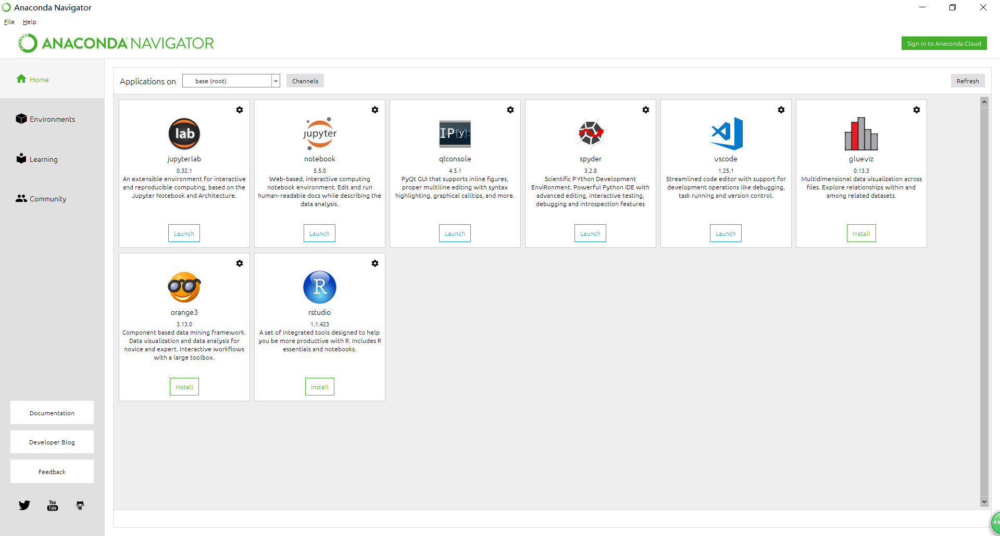 Anaconda Navigator
File Help
ANACONDA NAVIGATOR
Sign in to Anaconda Cloud
Home
Environments
Learning
Community
Documentation
Developer Blog
Feedback
You
Tube
Applications on
base (root)
Channels
Refresh
lab
jupyterlab
0.32.1
An extensible environment for interactive
and reproducible computing, based on the
Jupyter Notebook and Architecture.
Launch
jupyter
notebook
5.5.0
Web-based, interactive computing
notebook environment. Edit and run
human-readable docs while describing the
data analysis.
Launch
IP[y]:
qtconsole
4.3.1
PyQt GUI that supports inline figures,
proper multiline editing with syntax
highlighting, graphical calltips, and more.
Launch
spyder
3.2.8
Scientific PYthon Development
EnviRonment. Powerful Python IDE with
advanced editing, interactive testing,
debugging and introspection features
Launch
vscode
1.25.1
Streamlined code editor with support for
development operations like debugging,
task running and version control.
Launch
glueviz
0.13.3
Multidimensional data visualization across
files. Explore relationships within and
among related datasets.
Install
orange3
3.13.0
Component based data mining framework.
Data visualization and data analysis for
novice and expert. Interactive workflows
with a large toolbox.
Install
R
rstudio
1.1.423
A set of integrated tools designed to help
you be more productive with R. Includes R
essentials and notebooks.
Install
44